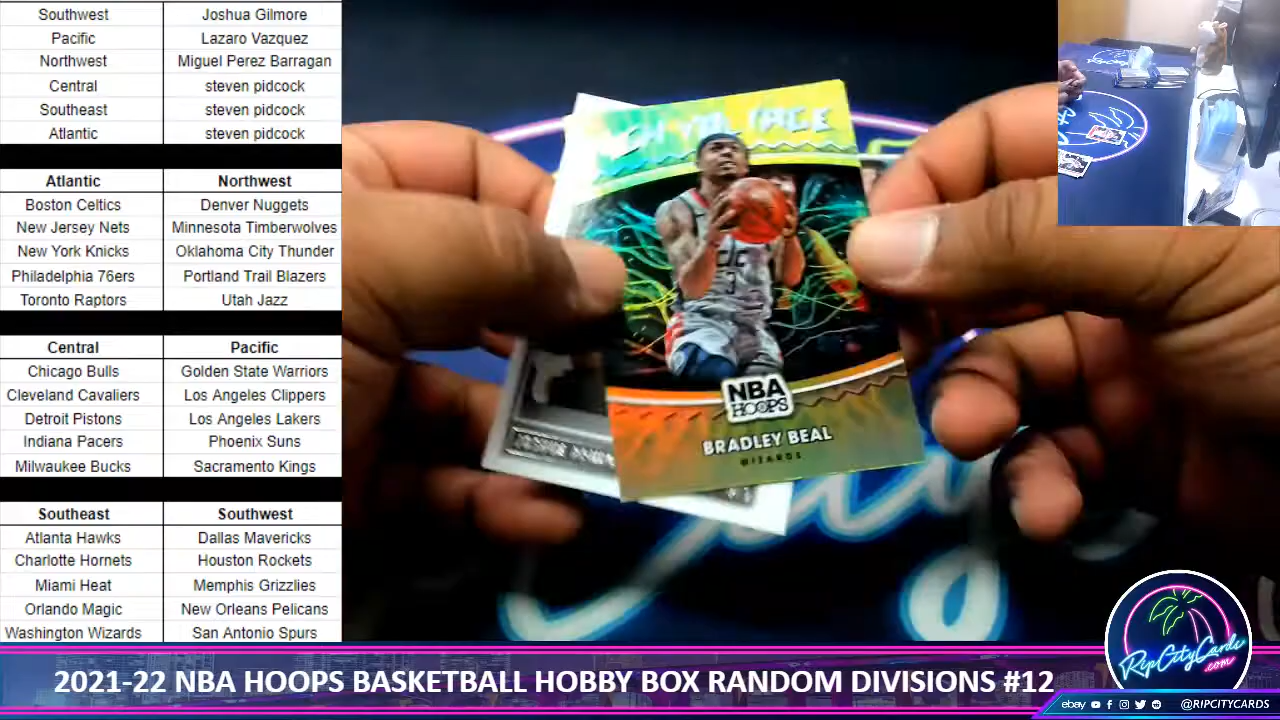 Southwest Joshua Gilmore
Pacific Lazaro Vazquez
Northwest Miguel Perez Barragan
Central steven pidcock
Southeast steven pidcock
Atlantic steven pidcock
Atlantic Northwest
Boston Celtics Denver Nuggets
New Jersey Nets Minnesota Timberwolves
New York Knicks Oklahoma City Thunder
Philadelphia 76ers Portland Trail Blazers
Toronto Raptors Utah Jazz
Central Pacific
Chicago Bulls Golden State Warriors
Cleveland Cavaliers Los Angeles Clippers
Detroit Pistons Los Angeles Lakers
Indiana Pacers Phoenix Suns
Milwaukee Bucks Sacramento Kings
Southeast Southwest
Atlanta Hawks Dallas Mavericks
Charlotte Hornets Houston Rockets
Miami Heat Memphis Grizzlies
Orlando Magic New Orleans Pelicans
Washington Wizards San Antonio Spurs
NBA
HOOPS
BRADLEY BEAL
WIZARDS
RipCityCards
.com
2021-22 NBA HOOPS BASKETBALL HOBBY BOX RANDOM DIVISIONS #12
ebay @RIPCITYCARDS